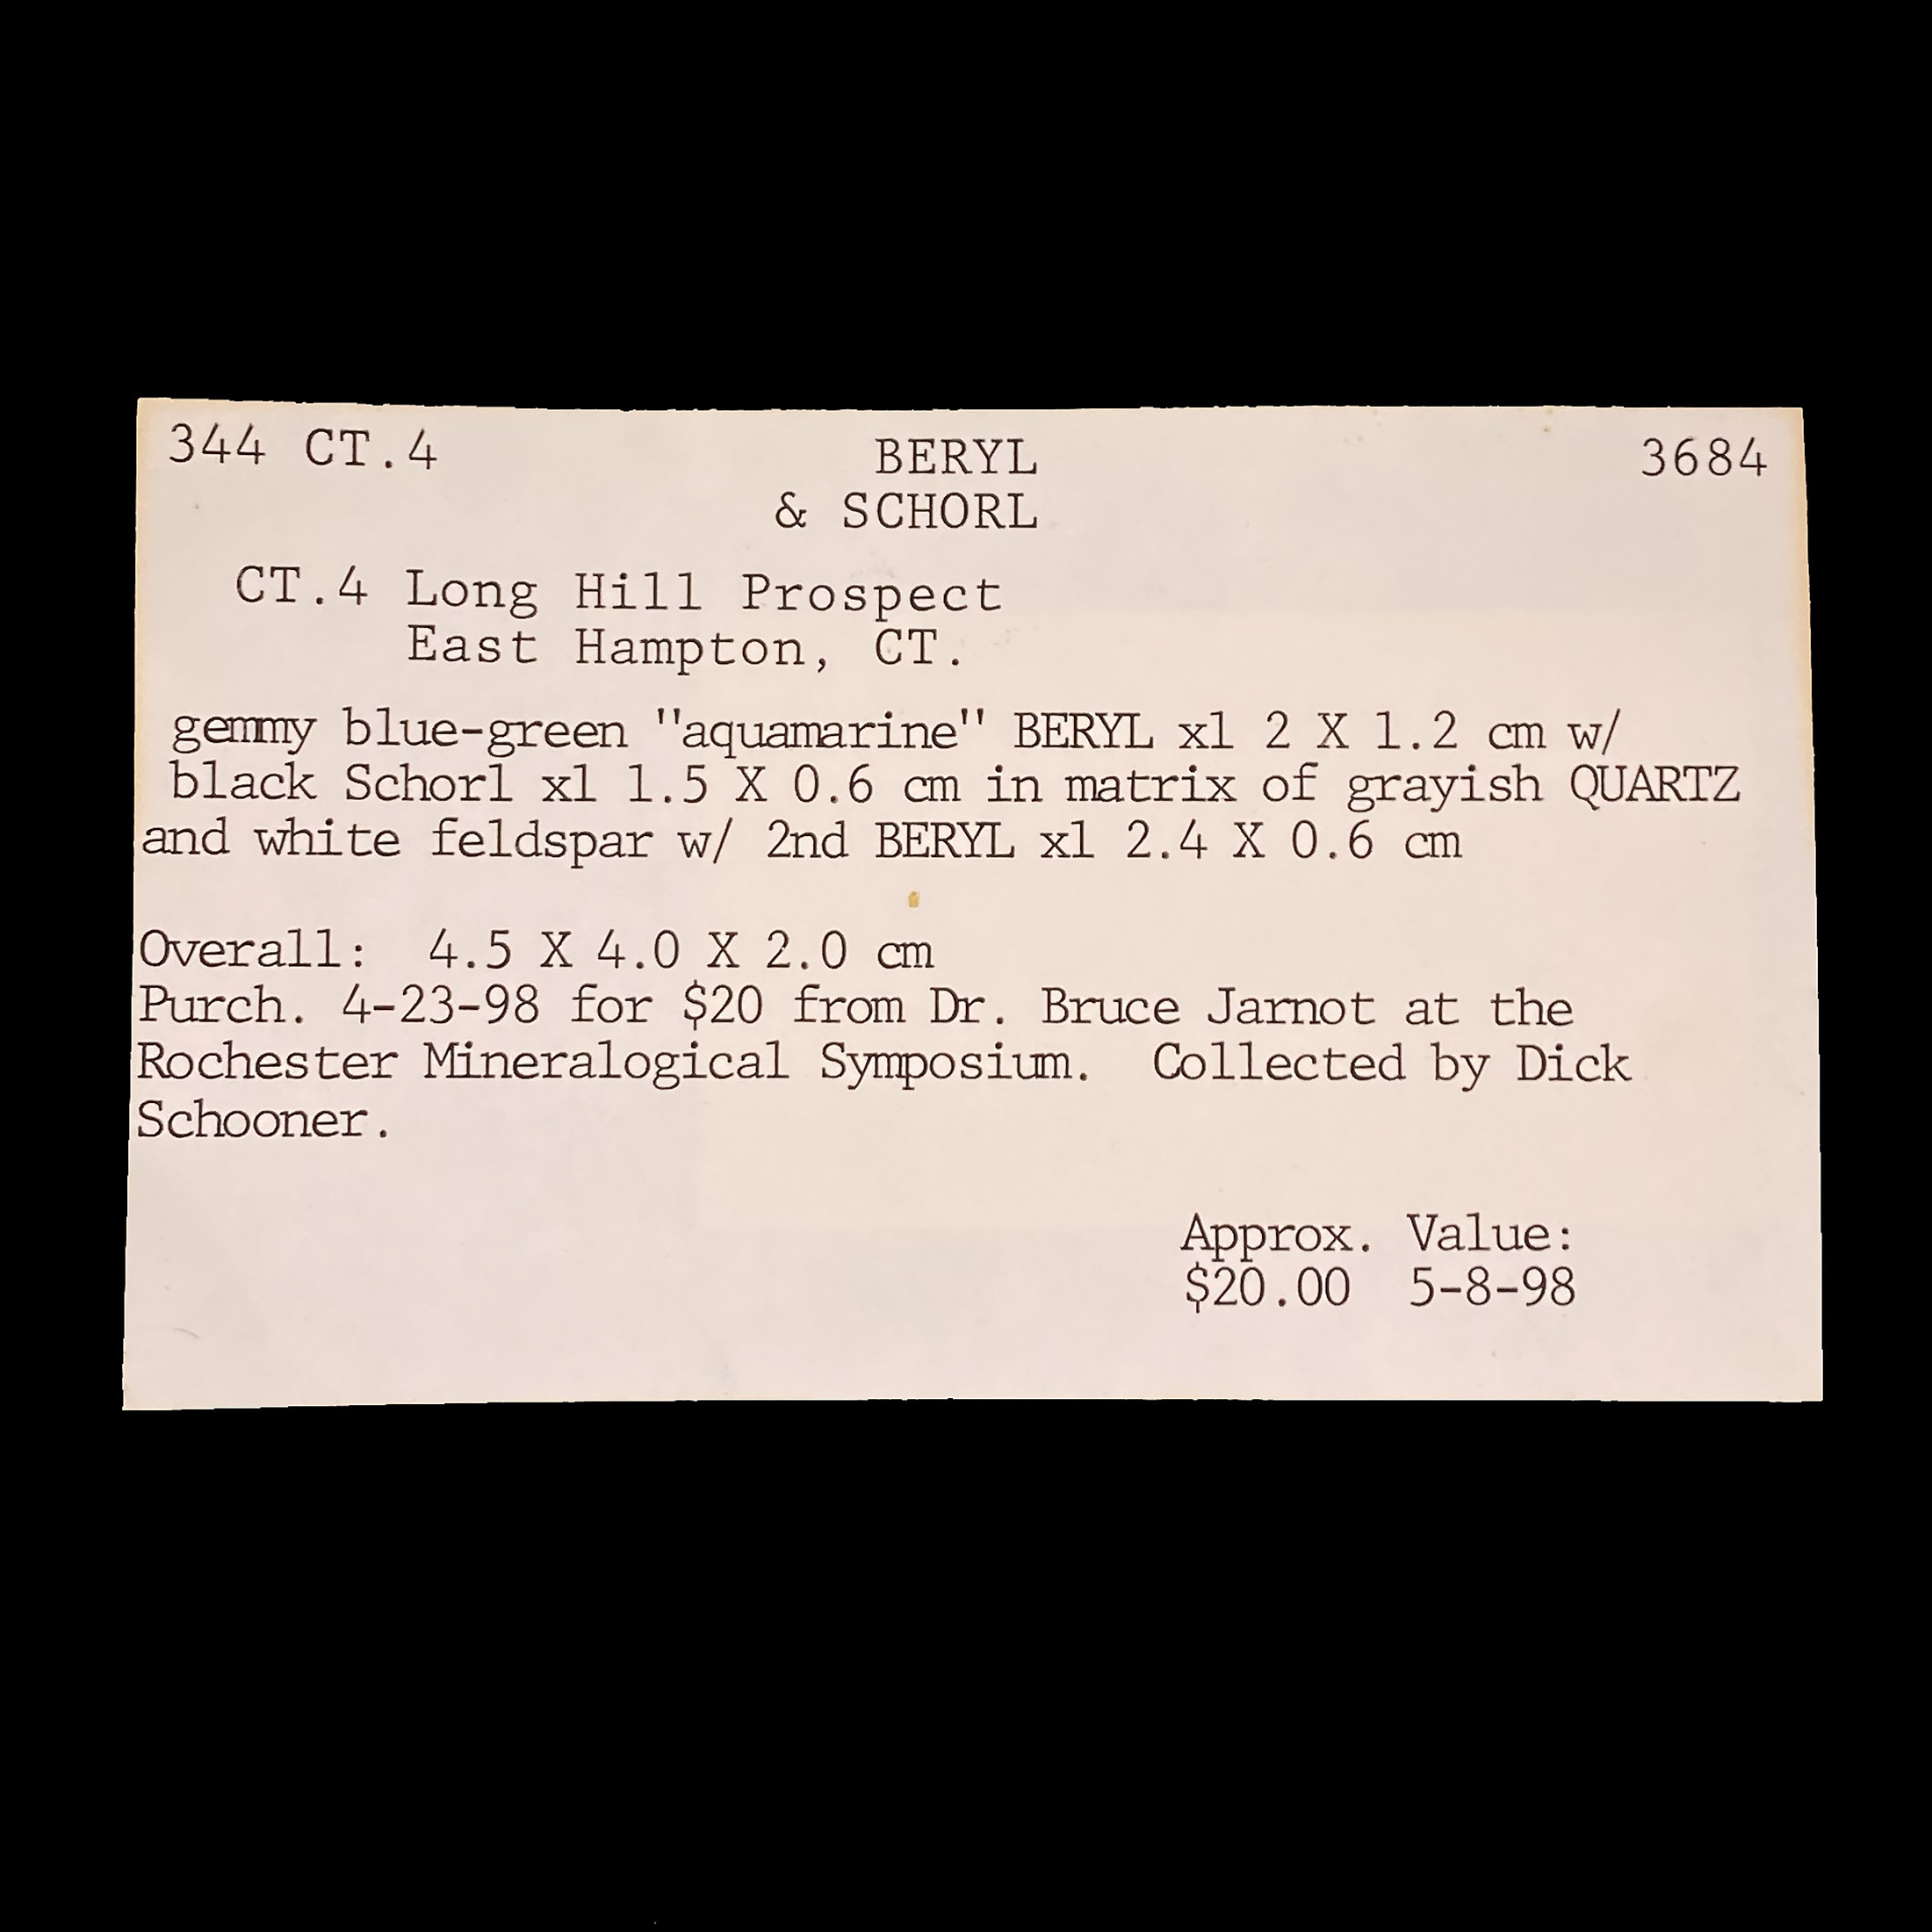 344 CT.4 BERYL 3684
& SCHORL
CT.4 Long Hill Prospect
East Hampton, CT.
gemmy blue-green "aquamarine" BERYL xl 2 X 1.2 cm w/
black Schorl xl 1.5 X 0.6 cm in matrix of grayish QUARTZ
and white feldspar w/ 2nd BERYL xl 2.4 X 0.6 cm
Overall: 4.5 X 4.0 X 2.0 cm
Purch. 4-23-98 for $20 from Dr. Bruce Jarnot at the
Rochester Mineralogical Symposium. Collected by Dick
Schooner.
Approx. Value:
$20.00 5-8-98